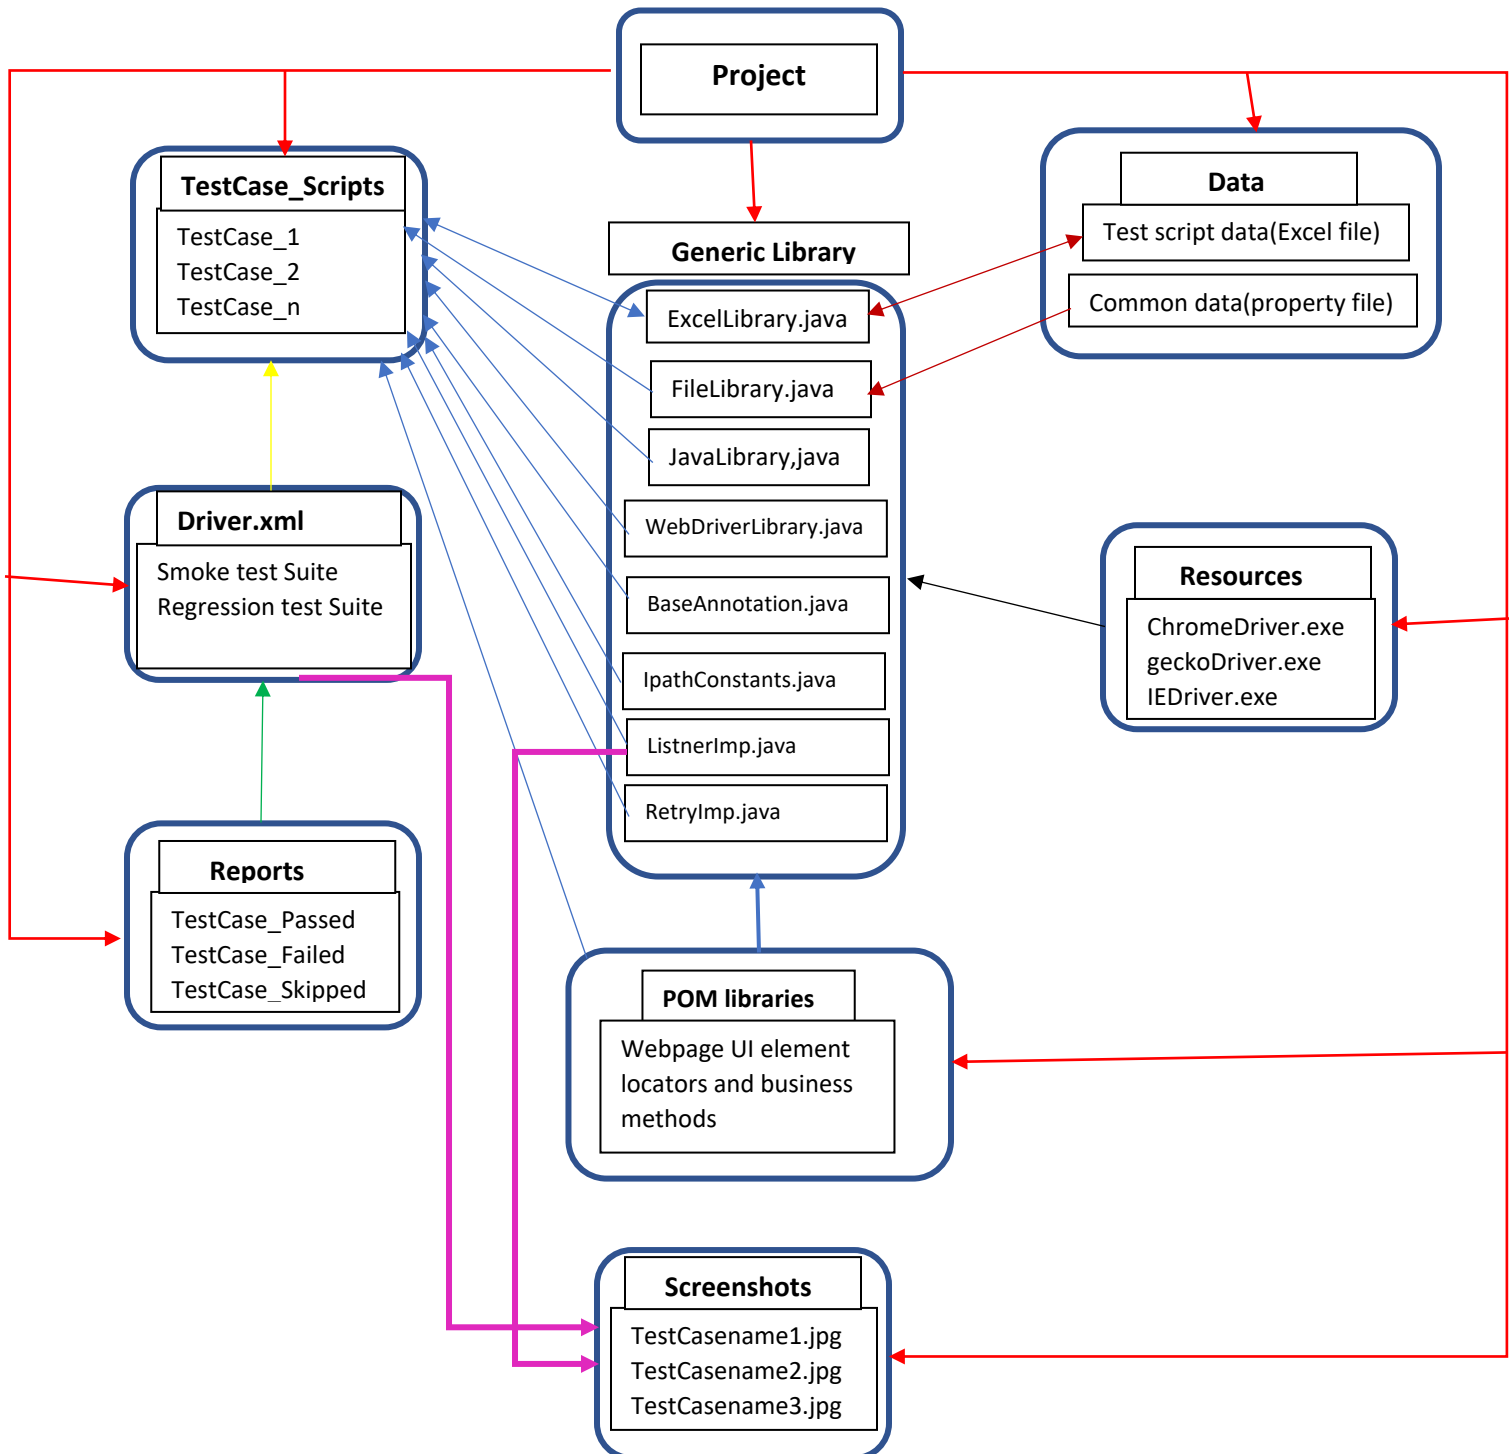 Project
TestCase_Scripts
TestCase_1
TestCase_2
TestCase_n
Data
Test script data(Excel file)
Common data(property file)
Generic Library
ExcelLibrary.java
FileLibrary.java
JavaLibrary,java
WebDriverLibrary.java
BaseAnnotation.java
IpathConstants.java
ListnerImp.java
RetryImp.java
Driver.xml
Smoke test Suite
Regression test Suite
Resources
ChromeDriver.exe
geckoDriver.exe
IEDriver.exe
Reports
TestCase_Passed
TestCase_Failed
TestCase_Skipped
POM libraries
Webpage UI element
locators and business
methods
Screenshots
TestCasename1.jpg
TestCasename2.jpg
TestCasename3.jpg